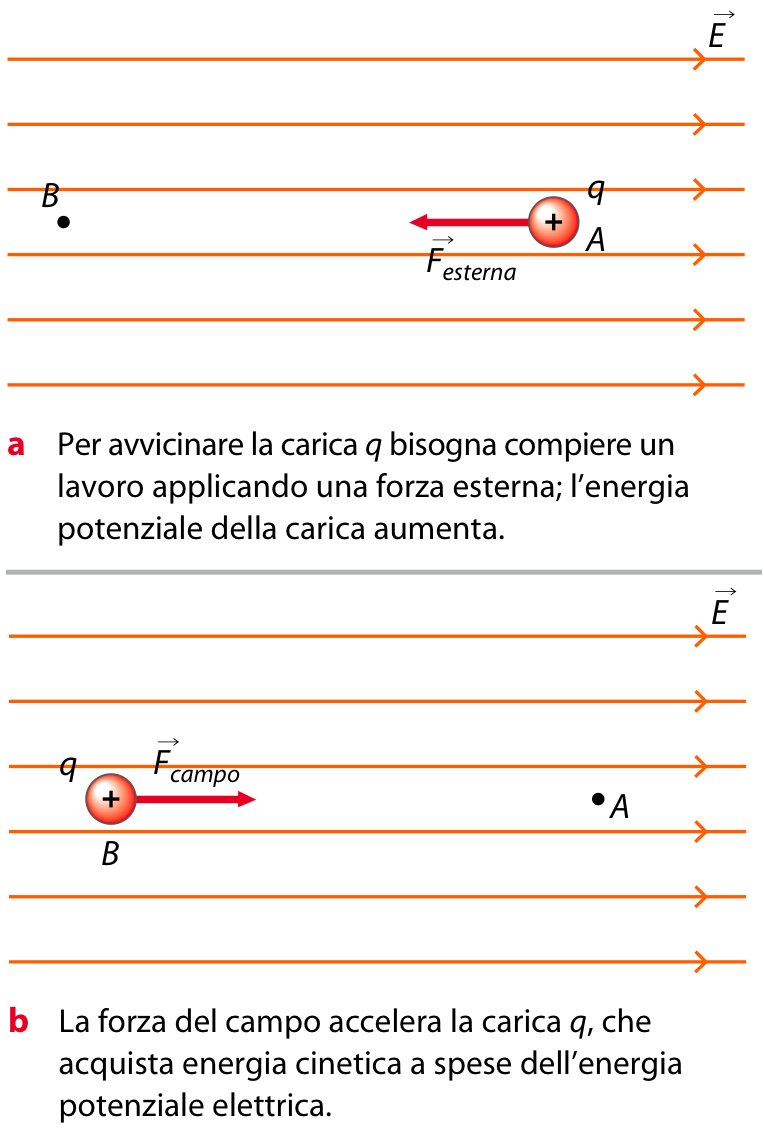 E
B
q
A
F esterna
+
a Per avvicinare la carica q bisogna compiere un
lavoro applicando una forza esterna; l’energia
potenziale della carica aumenta.
E
q
F campo
+
A
B
b La forza del campo accelera la carica q, che
acquista energia cinetica a spese dell’energia
potenziale elettrica.